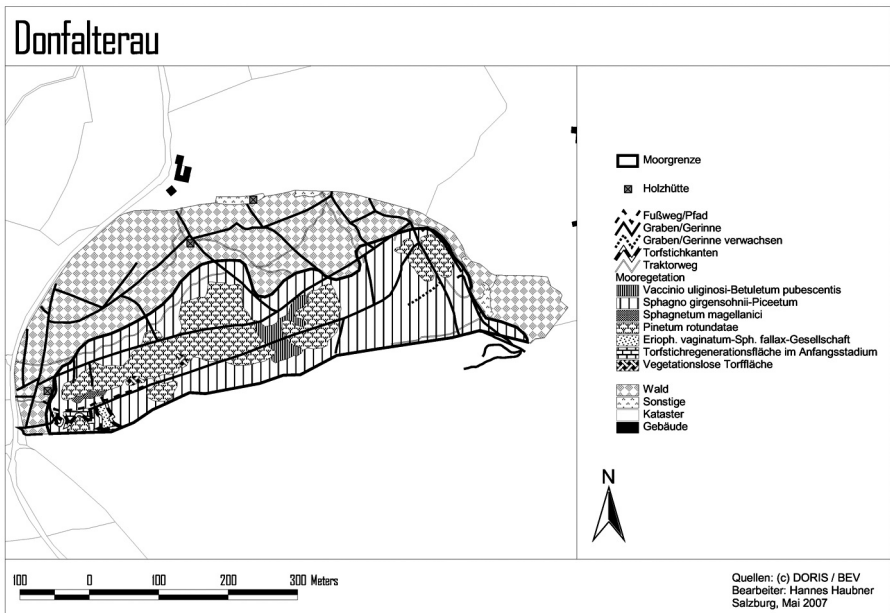 Donfalterau
Moorgrenze
Holzhütte
Fußweg/Pfad
Graben/Gerinne
Graben/Gerinne verwachsen
Torfstichkanten
Traktorweg
Mooregetation
Vaccinio uliginosi-Betuletum pubescentis
Sphagno girgensohnii-Piceetum
Sphagnetum magellanici
Pinetum rotundatae
Erioph. vaginatum-Sph. fallax-Gesellschaft
Torfstichregenerationsfläche im Anfangsstadium
Vegetationslose Torffläche
Wald
Sonstige
Kataster
Gebäude
N
100 0 100 200 300 Meters
Quellen: (c) DORIS / BEV
Bearbeiter: Hannes Haubner
Salzburg, Mai 2007